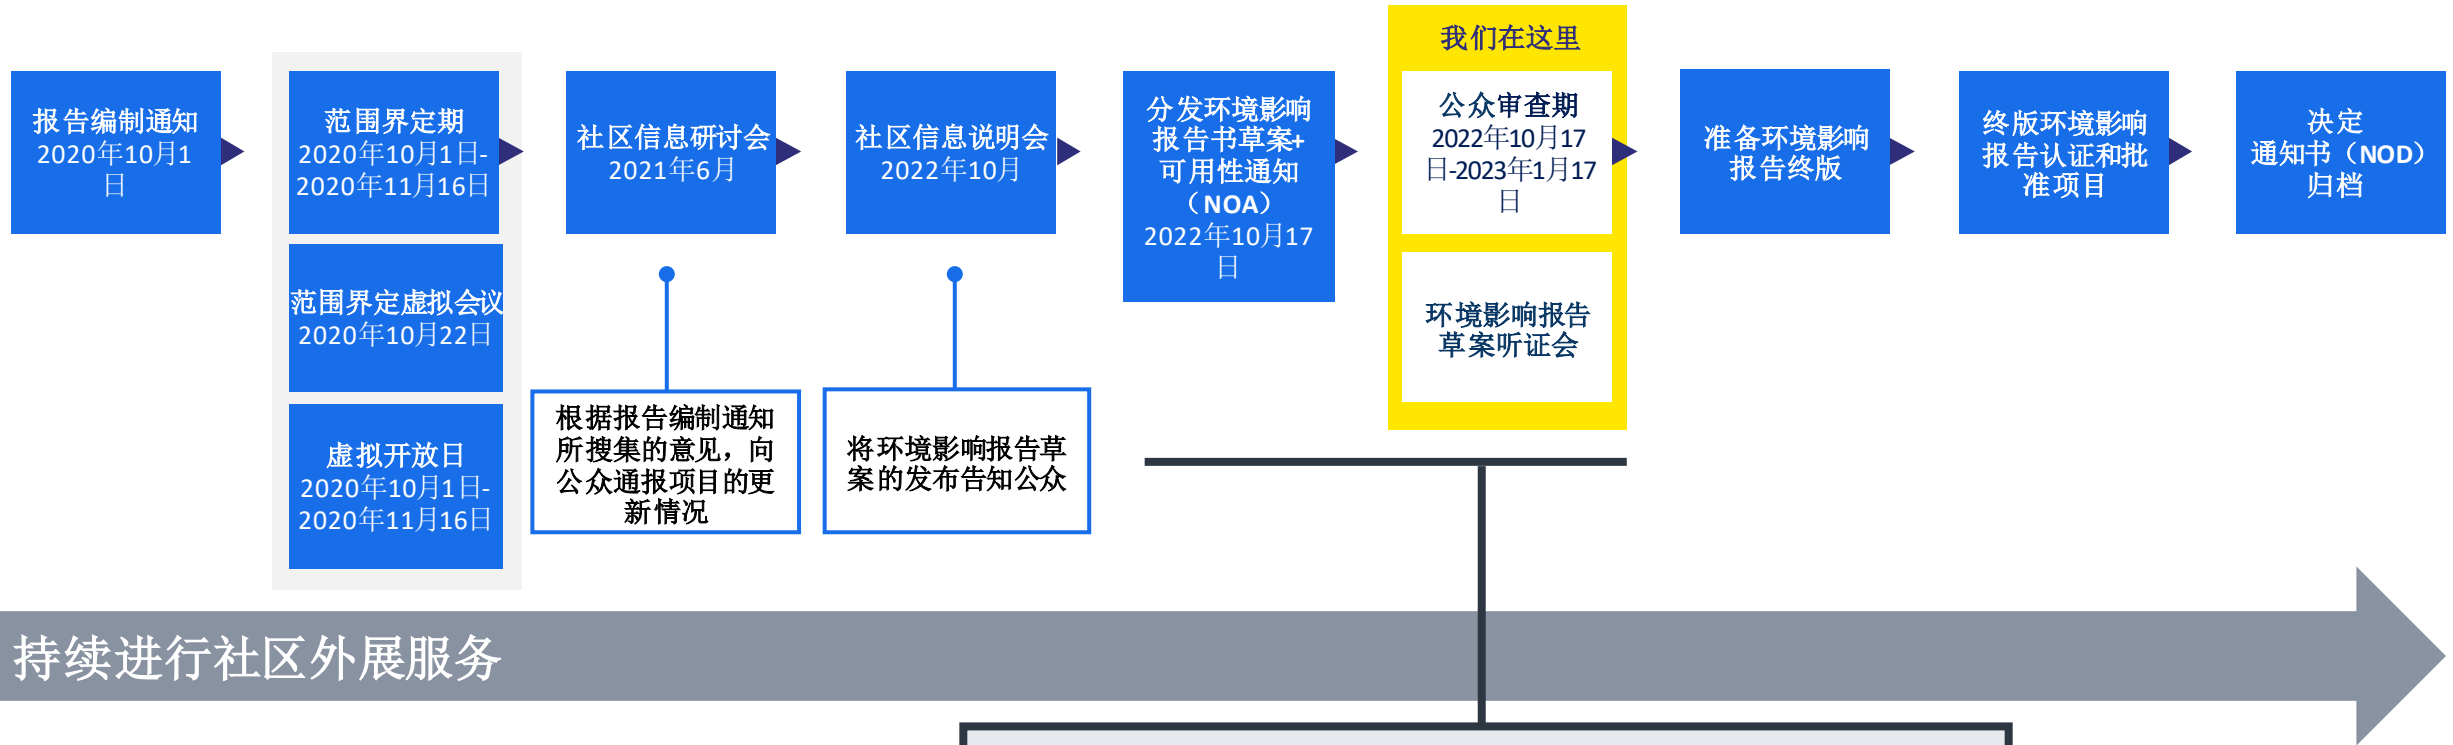 我们在这里
报告编制通知
2020年10月1
日
范围界定期
2020年10月1日-
2020年11月16日
范围界定虚拟会议
2020年10月22日
虚拟开放日
2020年10月1日-
2020年11月16日
社区信息研讨会
2021年6月
根据报告编制通知
所搜集的意见，向
公众通报项目的更
新情况
社区信息说明会
2022年10月
将环境影响报告草
案的发布告知公众
分发环境影响
报告书草案+
可用性通知
（NOA）
2022年10月17
日
公众审查期
2022年10月17
日-2023年1月17
日
环境影响报告
草案听证会
准备环境影响
报告终版
终版环境影响
报告认证和批
准项目
决定
通知书（NOD）
归档
持续进行社区外展服务